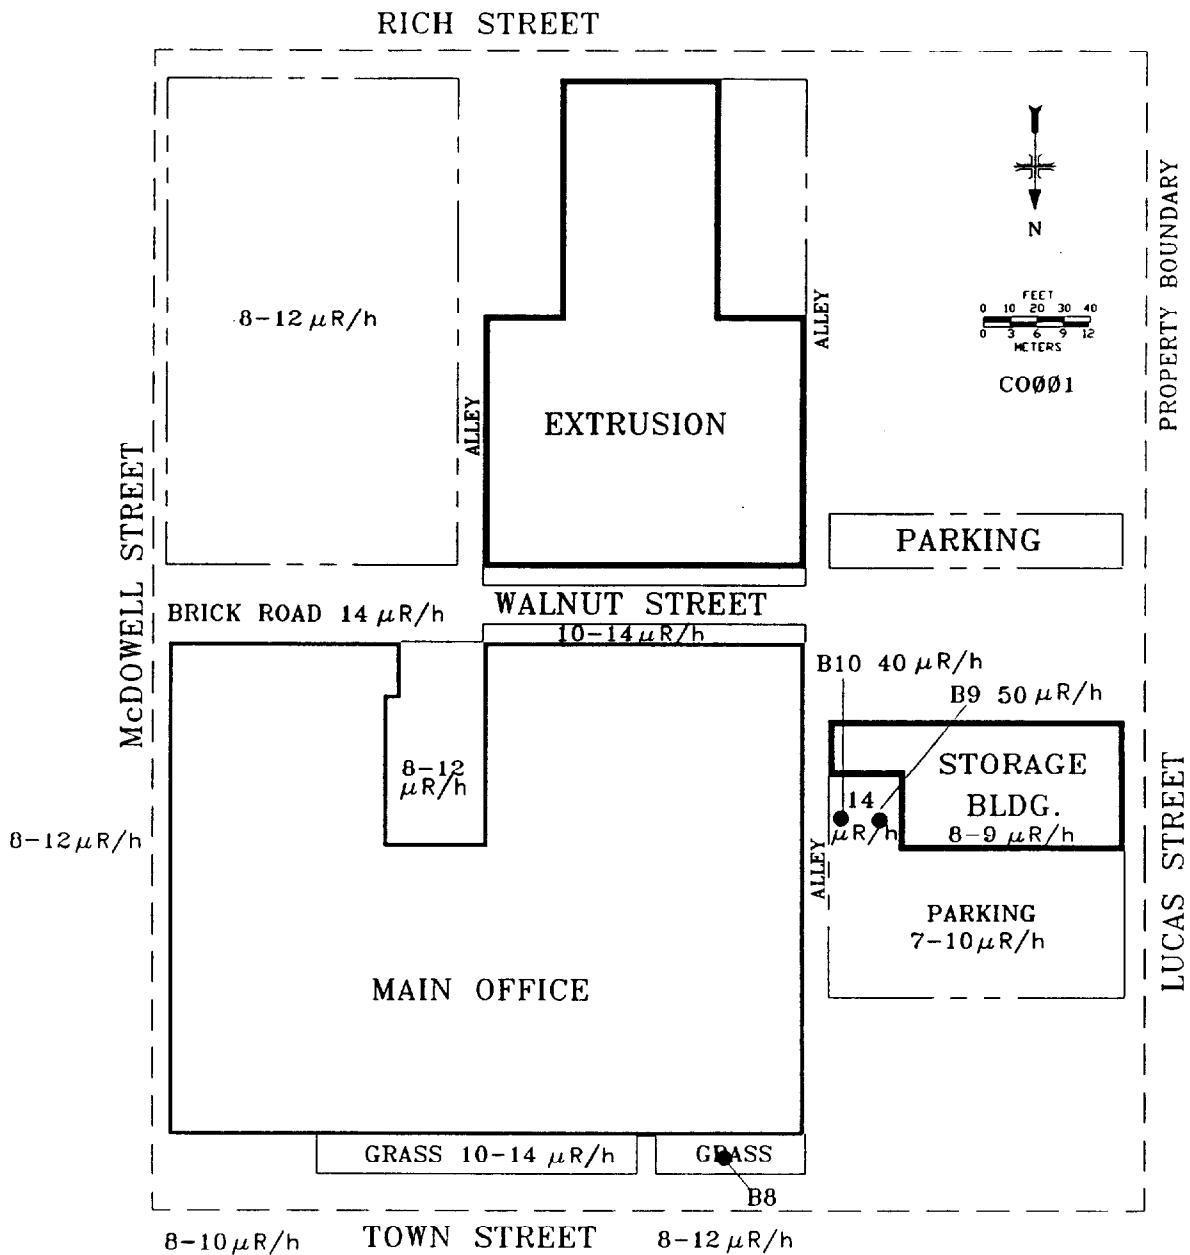 RICH STREET
N
FEET
0 10 20 30 40
0 3 6 9 12
METERS
COØØ1
PROPERTY BOUNDARY
8-12 μR/h
ALLEY
ALLEY
EXTRUSION
McDOWELL STREET
PARKING
BRICK ROAD 14 μR/h
WALNUT STREET
10-14 μR/h
B10 40 μR/h
B9 50 μR/h
8-12
μR/h
STORAGE
BLDG.
8-9 μR/h
14
μR/h
8-12 μR/h
ALLEY
PARKING
7-10 μR/h
LUCAS STREET
MAIN OFFICE
GRASS 10-14 μR/h
GRASS
B8
8-10 μR/h
TOWN STREET
8-12 μR/h